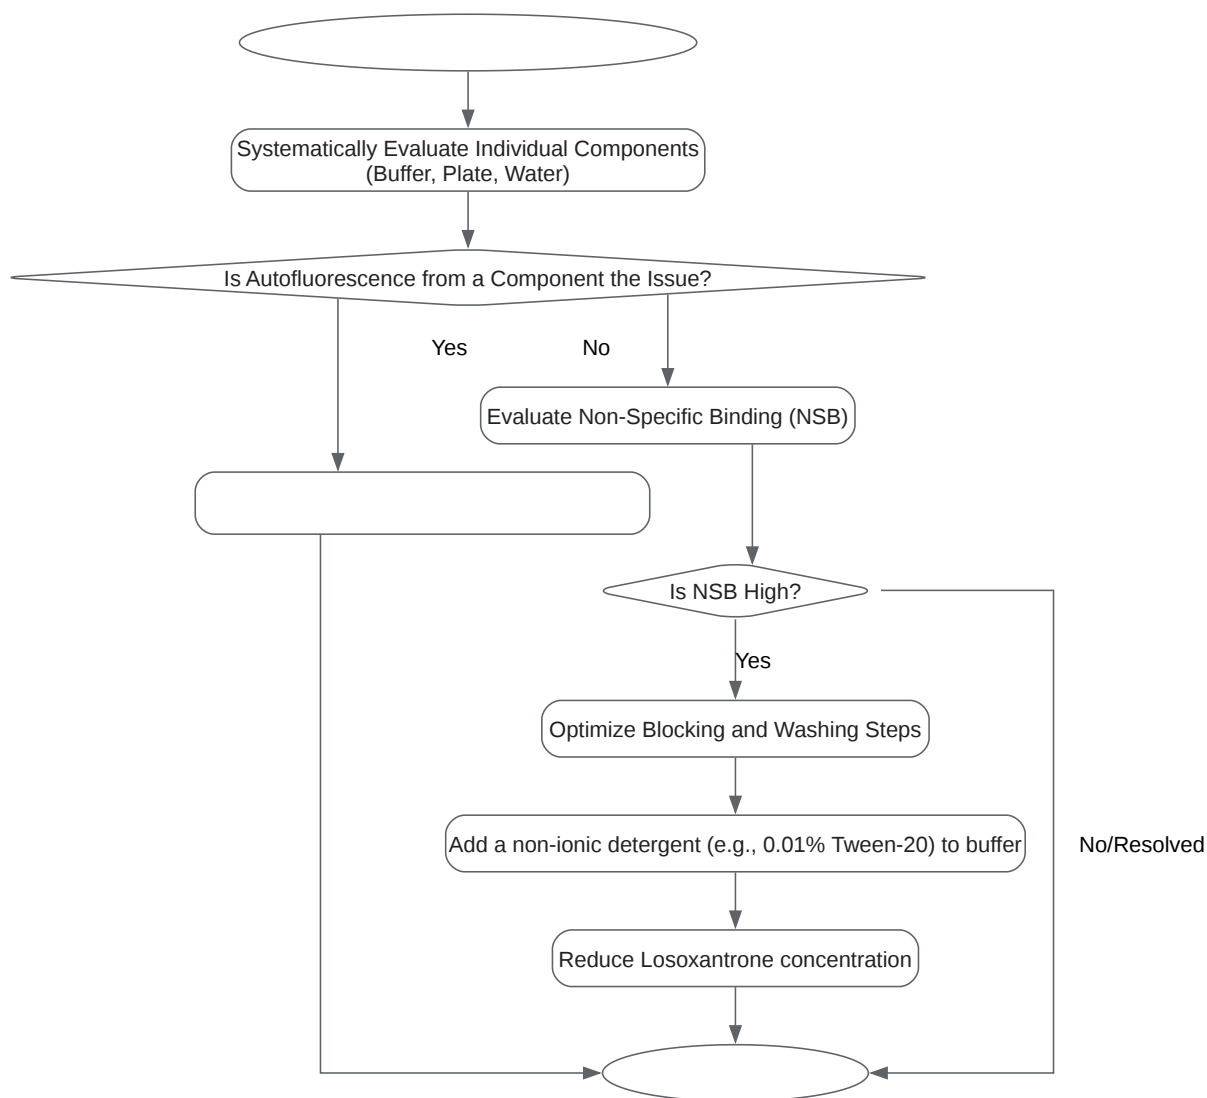 Systematically Evaluate Individual Components
(Buffer, Plate, Water)
Is Autofluorescence from a Component the Issue?
Yes
No
Evaluate Non-Specific Binding (NSB)
Is NSB High?
Yes
Optimize Blocking and Washing Steps
Add a non-ionic detergent (e.g., 0.01% Tween-20) to buffer
No/Resolved
Reduce Losoxantrone concentration